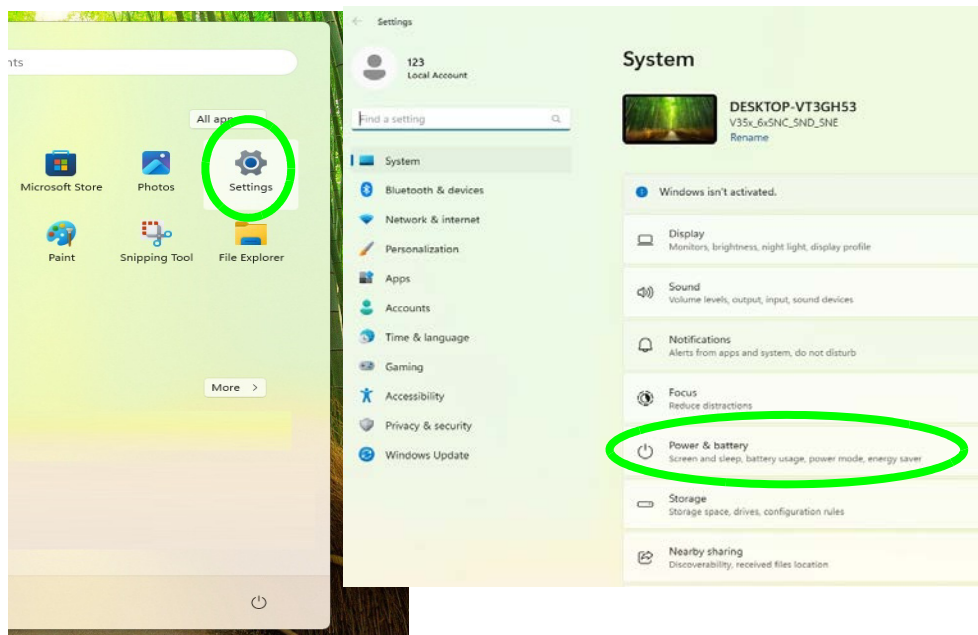 nts
All app
Microsoft Store
Photos
Settings
Paint
Snipping Tool
File Explorer
More >
Settings
123
Local Account
Find a setting
System
Bluetooth & devices
Network & internet
Personalization
Apps
Accounts
Time & language
Gaming
Accessibility
Privacy & security
Windows Update
System
DESKTOP-VT3GH53
V35x_6x5NC_SND_SNE
Rename
Windows isn't activated.
Display
Monitors, brightness, night light, display profile
Sound
Volume levels, output, input, sound devices
Notifications
Alerts from apps and system, do not disturb
Focus
Reduce distractions
Power & battery
Screen and sleep, battery usage, power mode, energy saver
Storage
Storage space, drives, configuration rules
Nearby sharing
Discoverability, received files location